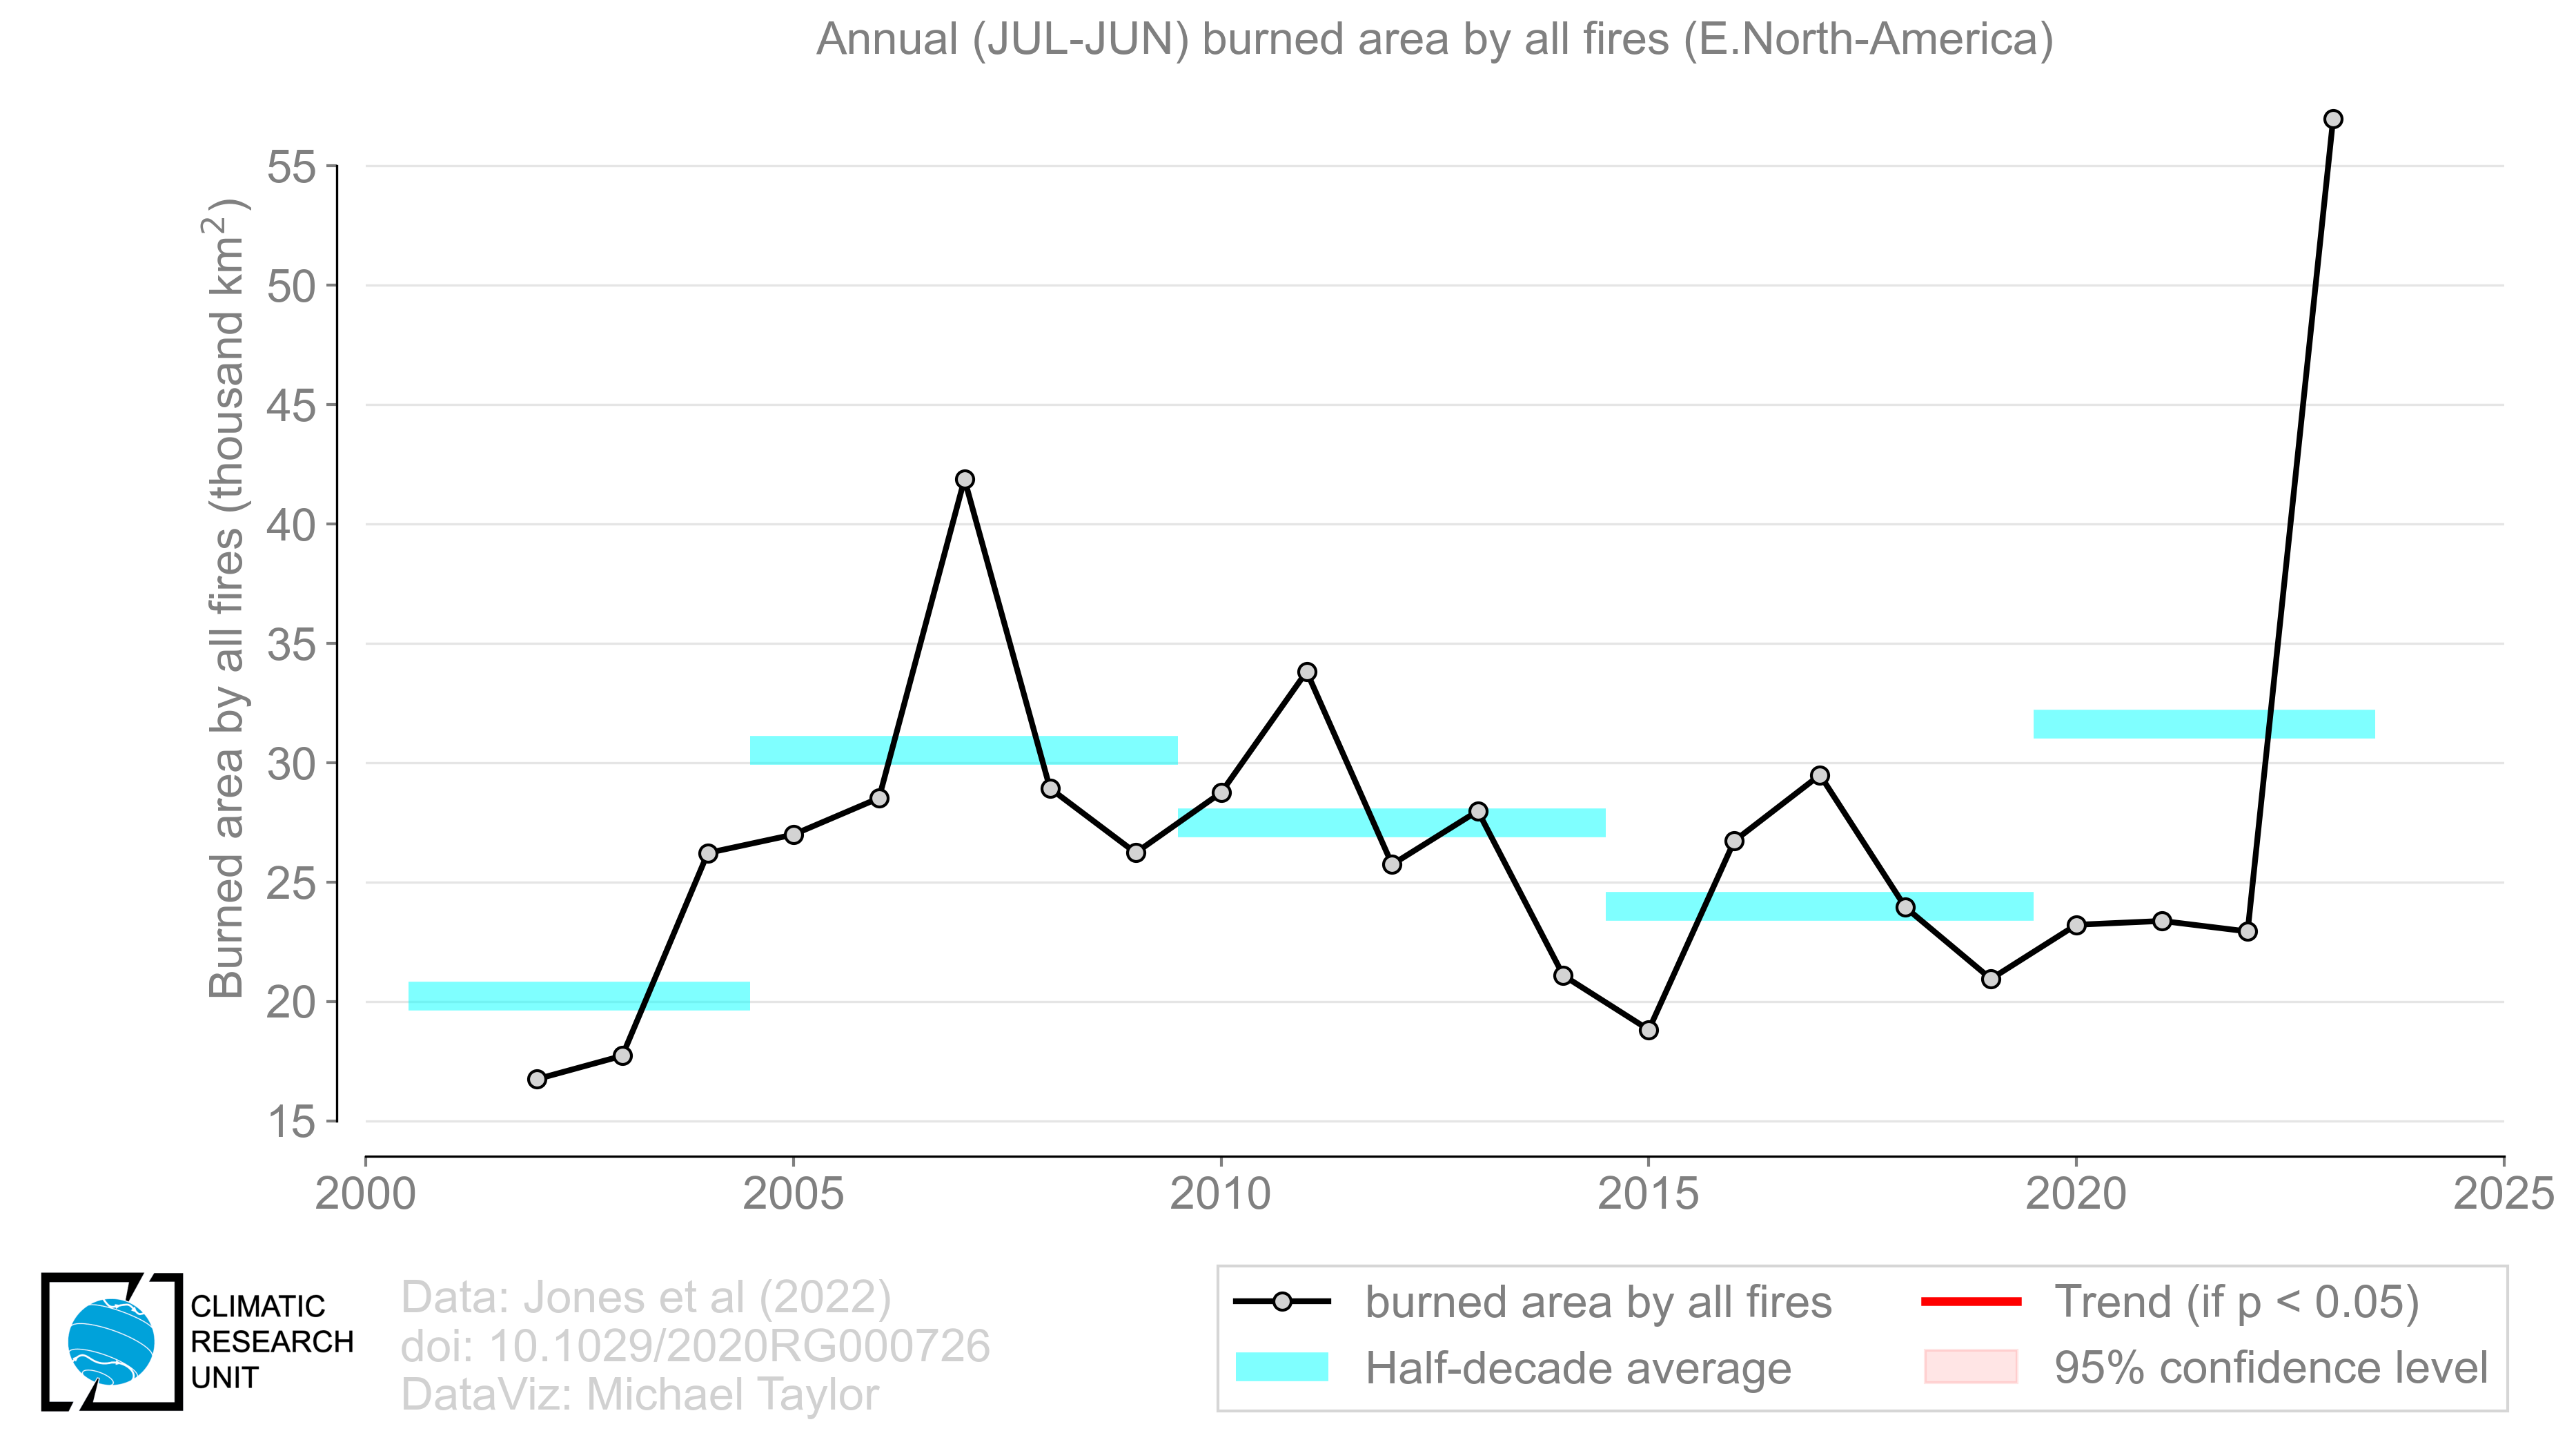 Annual (JUL-JUN) burned area by all fires (E.North-America)
Burned area by all fires (thousand km²)
55
50
45
40
35
30
25
20
15
2000 2005 2010 2015 2020 2025
CLIMATIC
RESEARCH
UNIT
Data: Jones et al (2022)
doi: 10.1029/2020RG000726
DataViz: Michael Taylor
burned area by all fires
Half-decade average
Trend (if p < 0.05)
95% confidence level